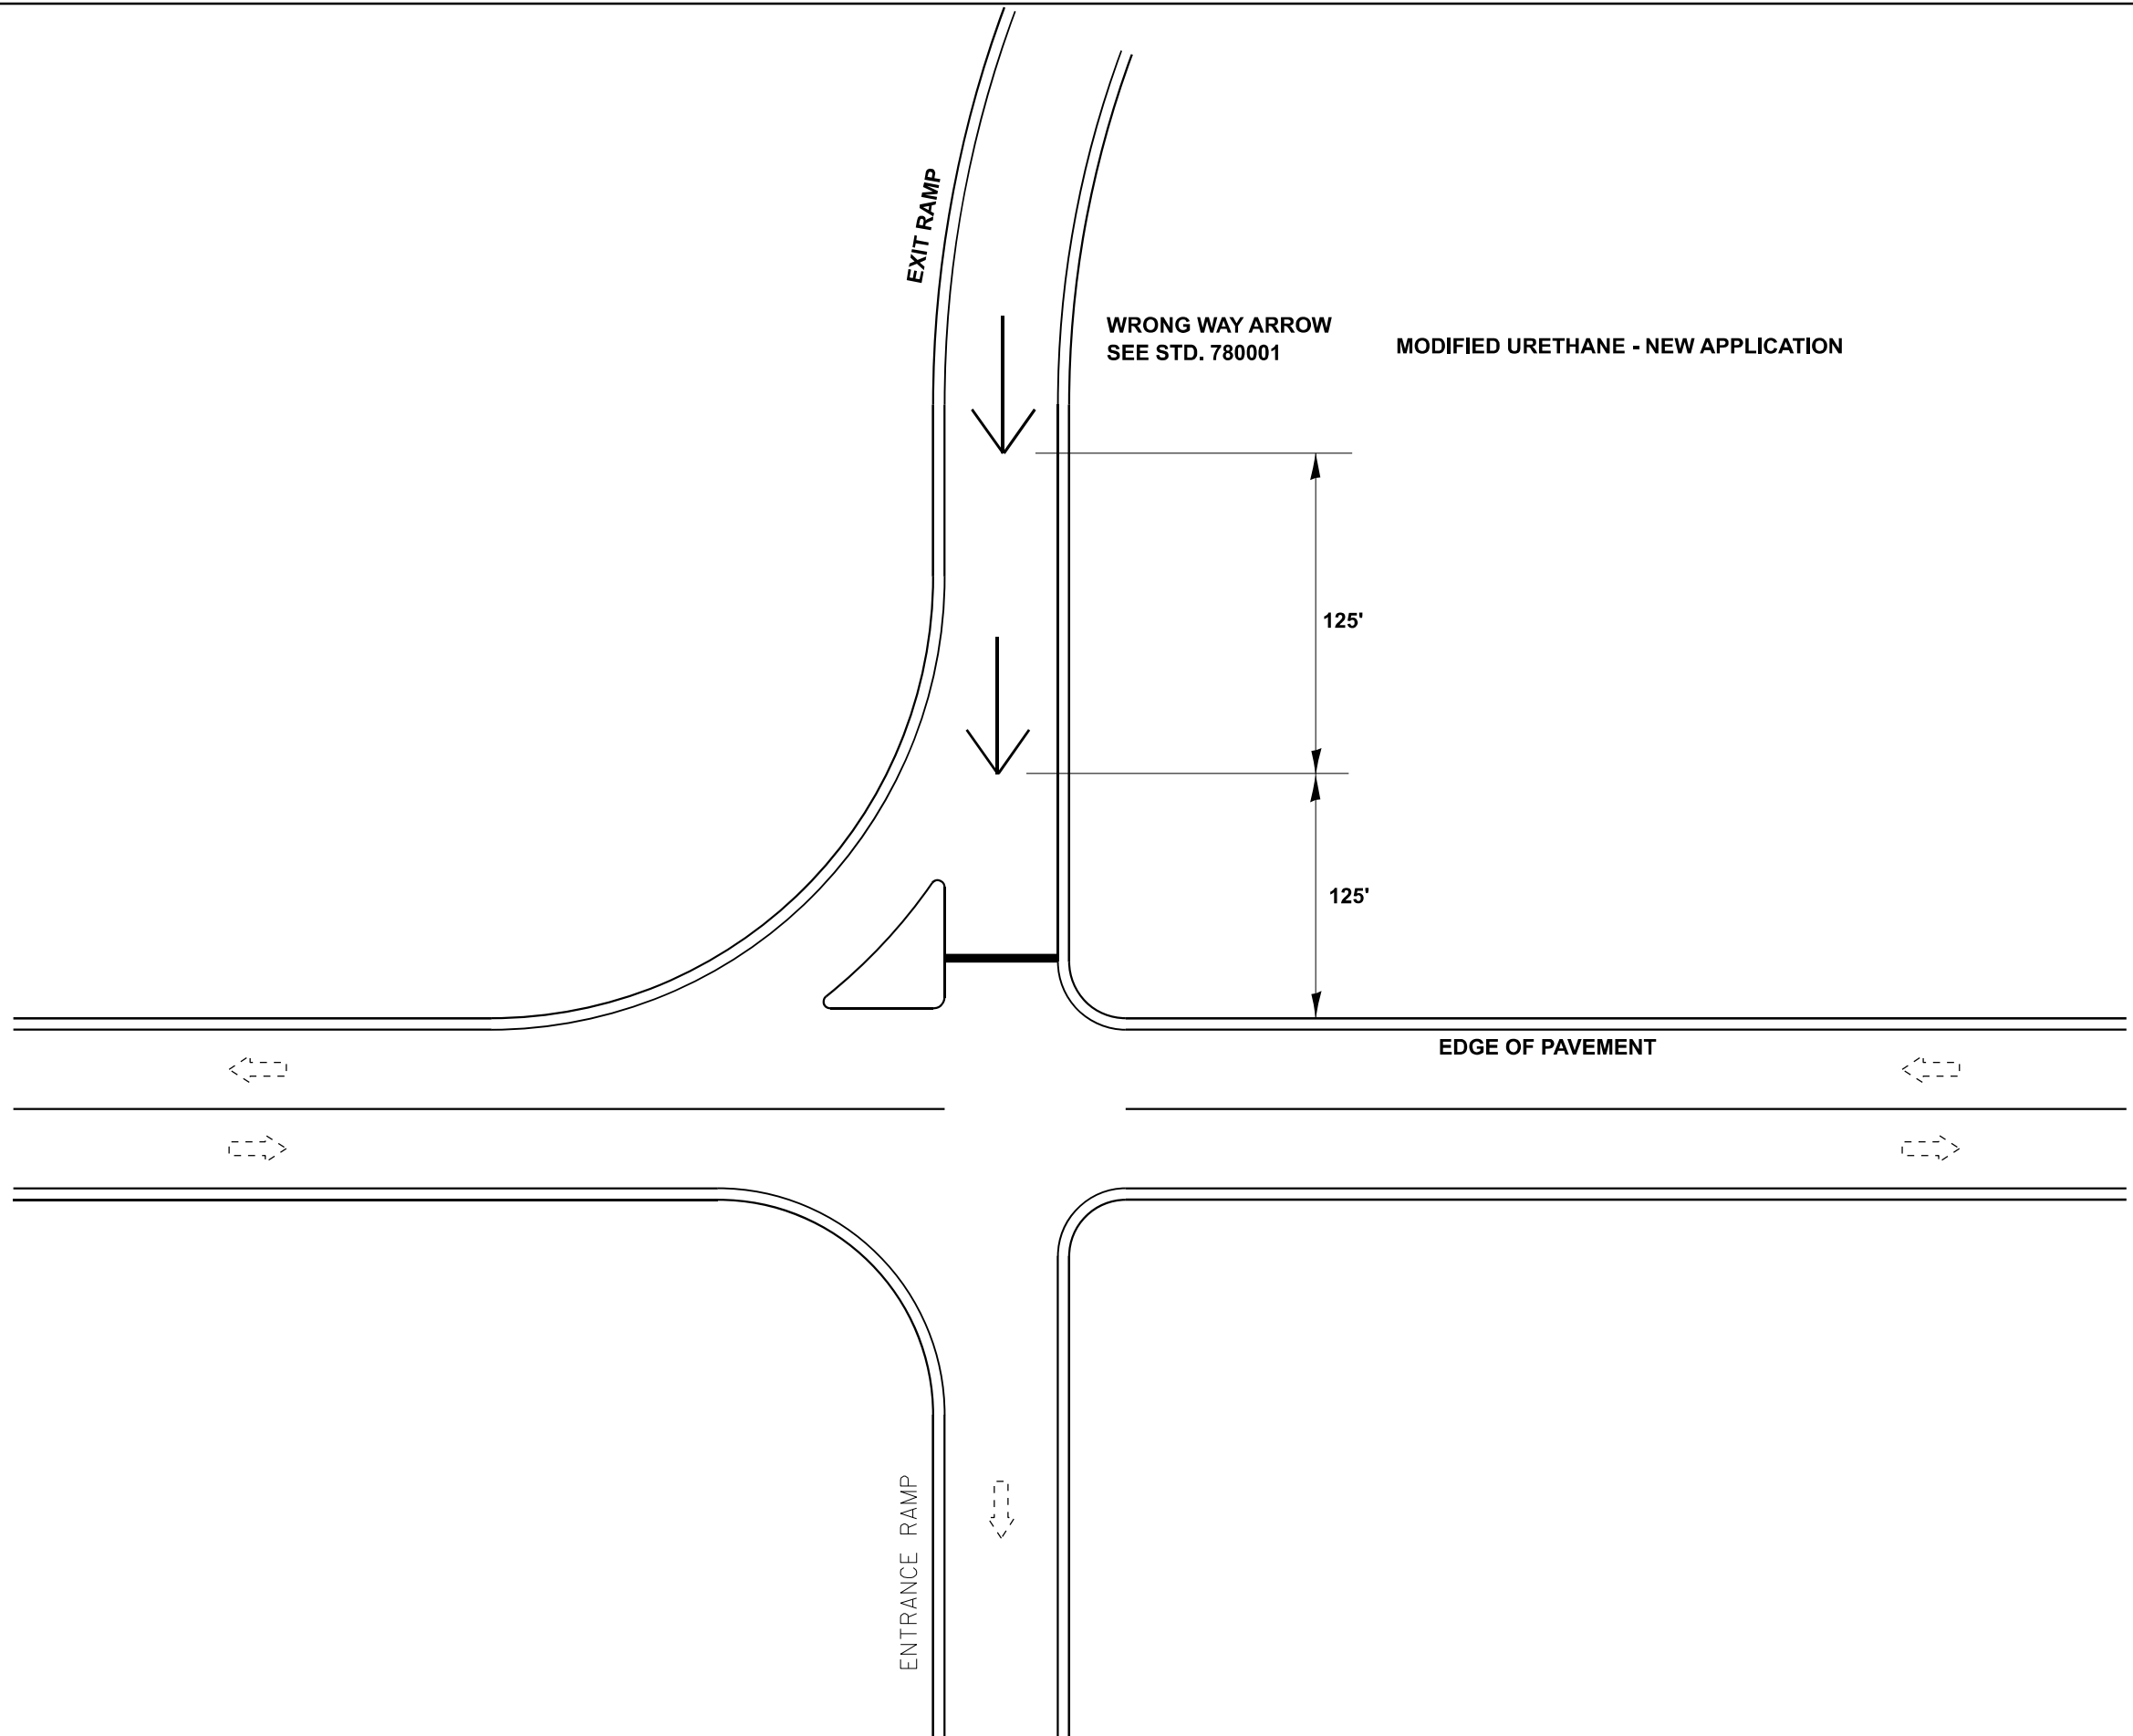 EXIT RAMP
WRONG WAY ARROW
SEE STD. 780001
MODIFIED URETHANE - NEW APPLICATION
125'
125'
EDGE OF PAVEMENT
ENTRANCE RAMP